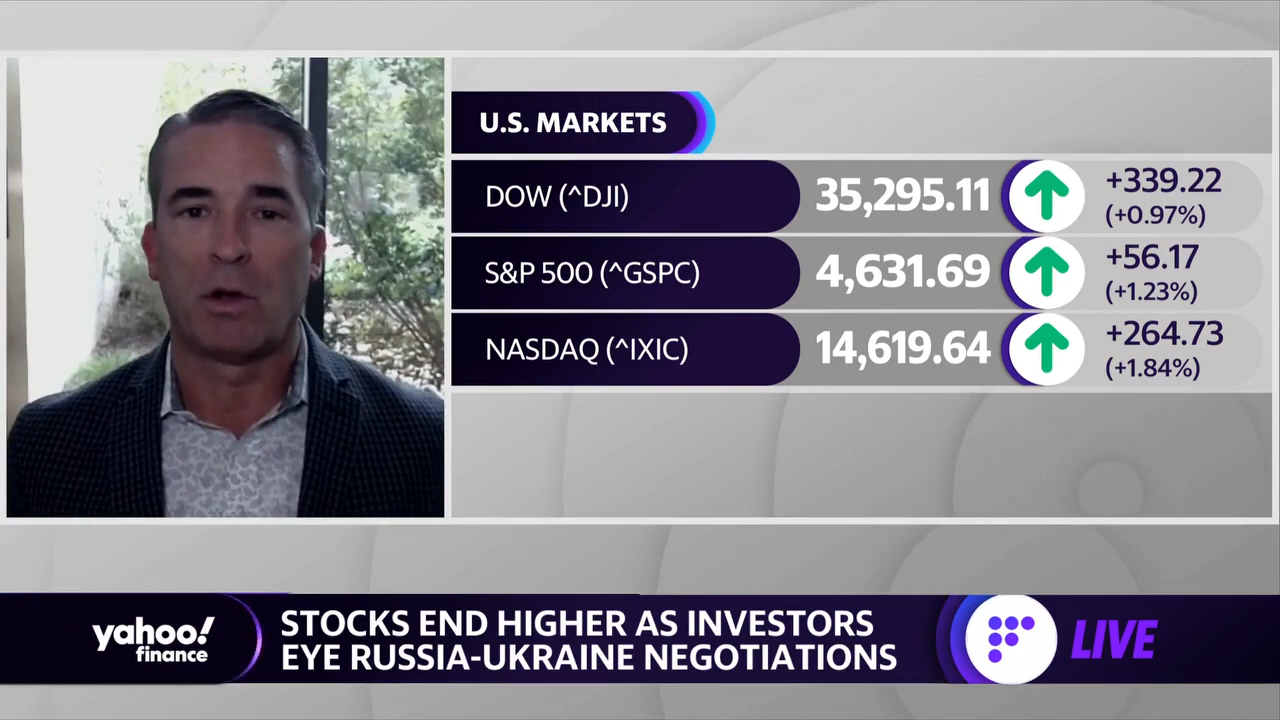 U.S. MARKETS
DOW (^DJI) 35,295.11 +339.22
(+0.97%)
S&P 500 (^GSPC) 4,631.69 +56.17
(+1.23%)
NASDAQ (^IXIC) 14,619.64 +264.73
(+1.84%)
yahoo!
finance
STOCKS END HIGHER AS INVESTORS
EYE RUSSIA-UKRAINE NEGOTIATIONS
LIVE